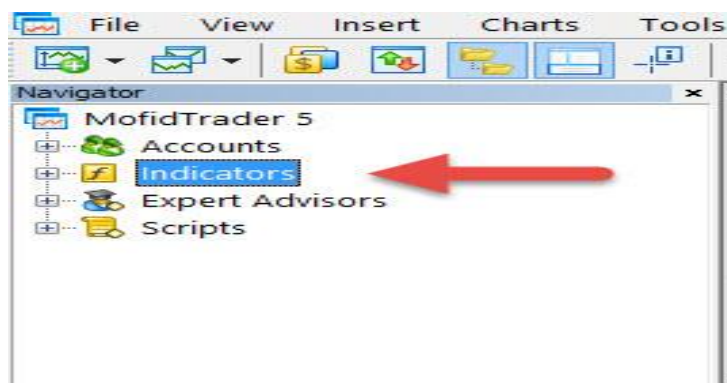 File View Insert Charts Tools
Navigator
MofidTrader 5
Accounts
Indicators
Expert Advisors
Scripts